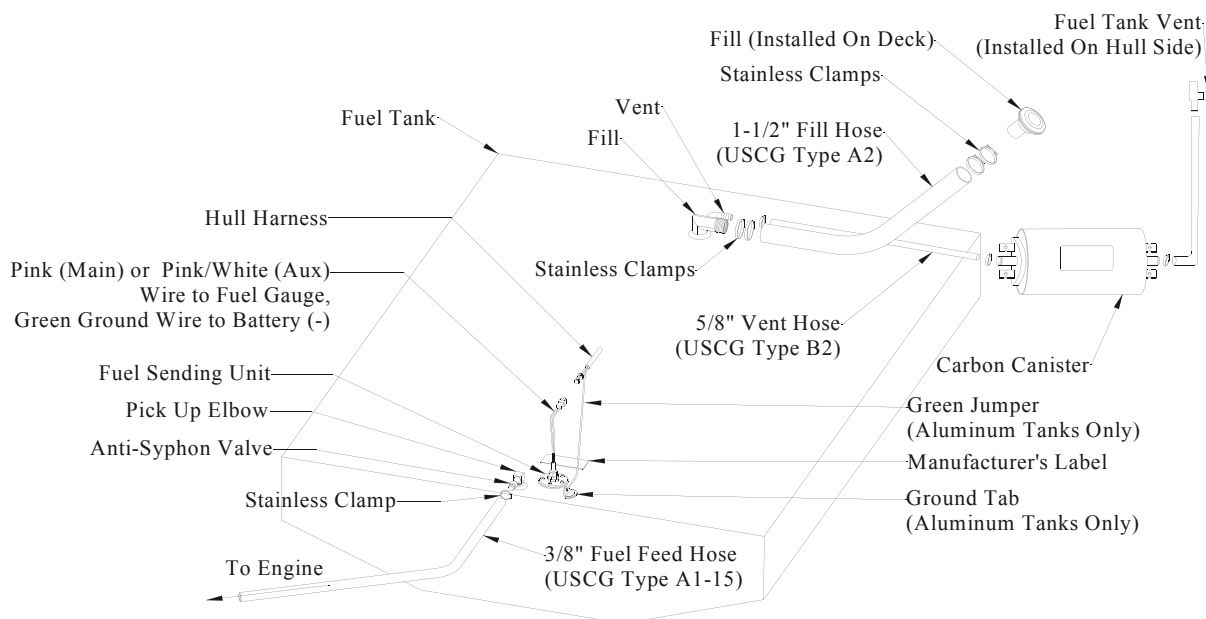 Fuel Tank Vent
(Installed On Hull Side)
Fill (Installed On Deck)
Stainless Clamps
Vent
Fill
Fuel Tank
1-1/2" Fill Hose
(USCG Type A2)
Hull Harness
Stainless Clamps
Pink (Main) or Pink/White (Aux)
Wire to Fuel Gauge,
Green Ground Wire to Battery (-)
5/8" Vent Hose
(USCG Type B2)
Carbon Canister
Fuel Sending Unit
Pick Up Elbow
Anti-Syphon Valve
Stainless Clamp
Green Jumper
(Aluminum Tanks Only)
Manufacturer's Label
Ground Tab
(Aluminum Tanks Only)
3/8" Fuel Feed Hose
(USCG Type A1-15)
To Engine